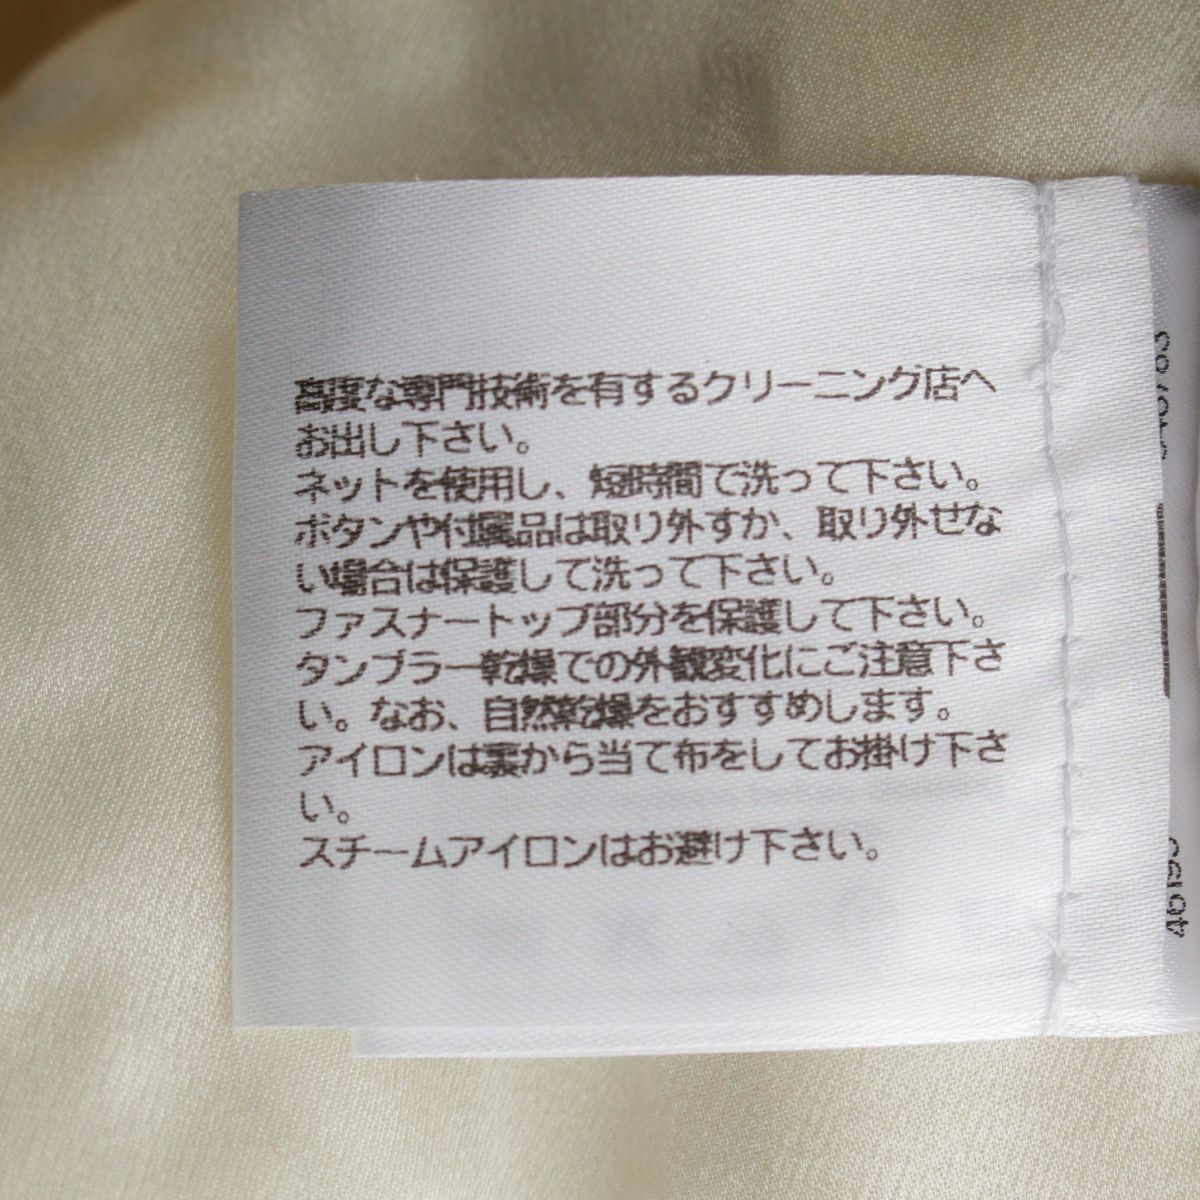 高度な専門技術を有するクリーニング店へ
お出し下さい。
ネットを使用し、短時間で洗って下さい。
ボタンや付属品は取り外すか、取り外せな
い場合は保護して洗って下さい。
ファスナートップ部分を保護して下さい。
タンブラー乾燥での外観変化にご注意下さ
い。なお、自然乾燥をおすすめします。
アイロンは裏から当て布をしてお掛け下さ
い。
スチームアイロンはお避け下さい。